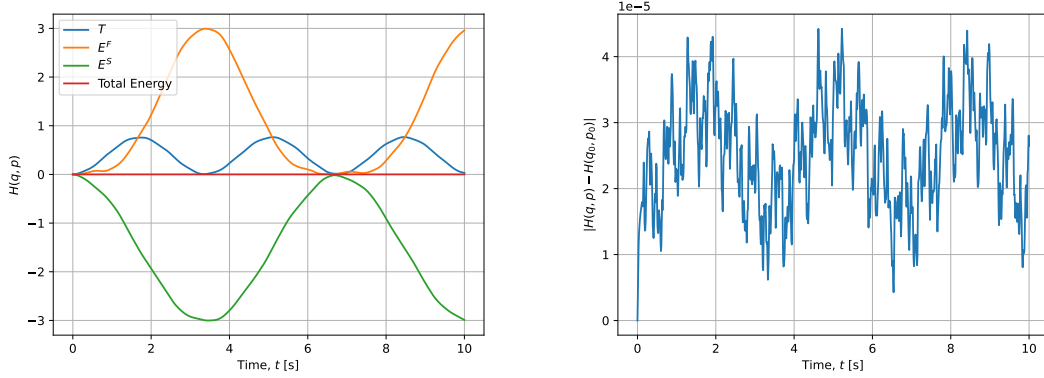 3
2
1
0
−1
−2
−3
H(q, p)
T
E^F
E^S
Total Energy
0
2
4
6
8
10
Time, t [s]
1e−5
4
3
2
1
0
|H(q, p) − H(q₀, p₀)|
0
2
4
6
8
10
Time, t [s]